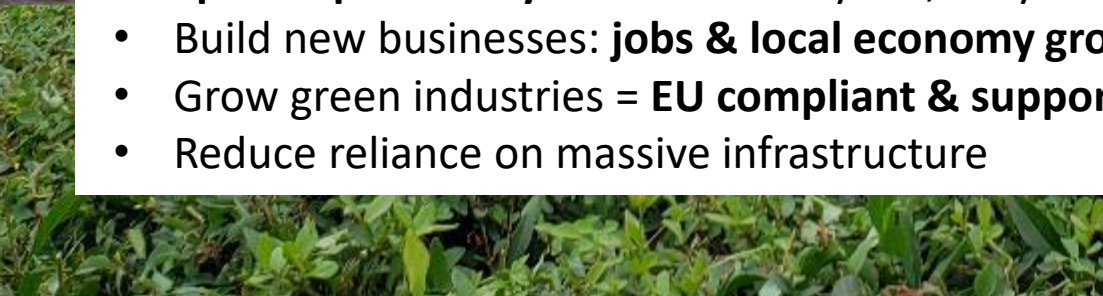 • Build new businesses: jobs & local economy gro
• Grow green industries = EU compliant & suppor
• Reduce reliance on massive infrastructure